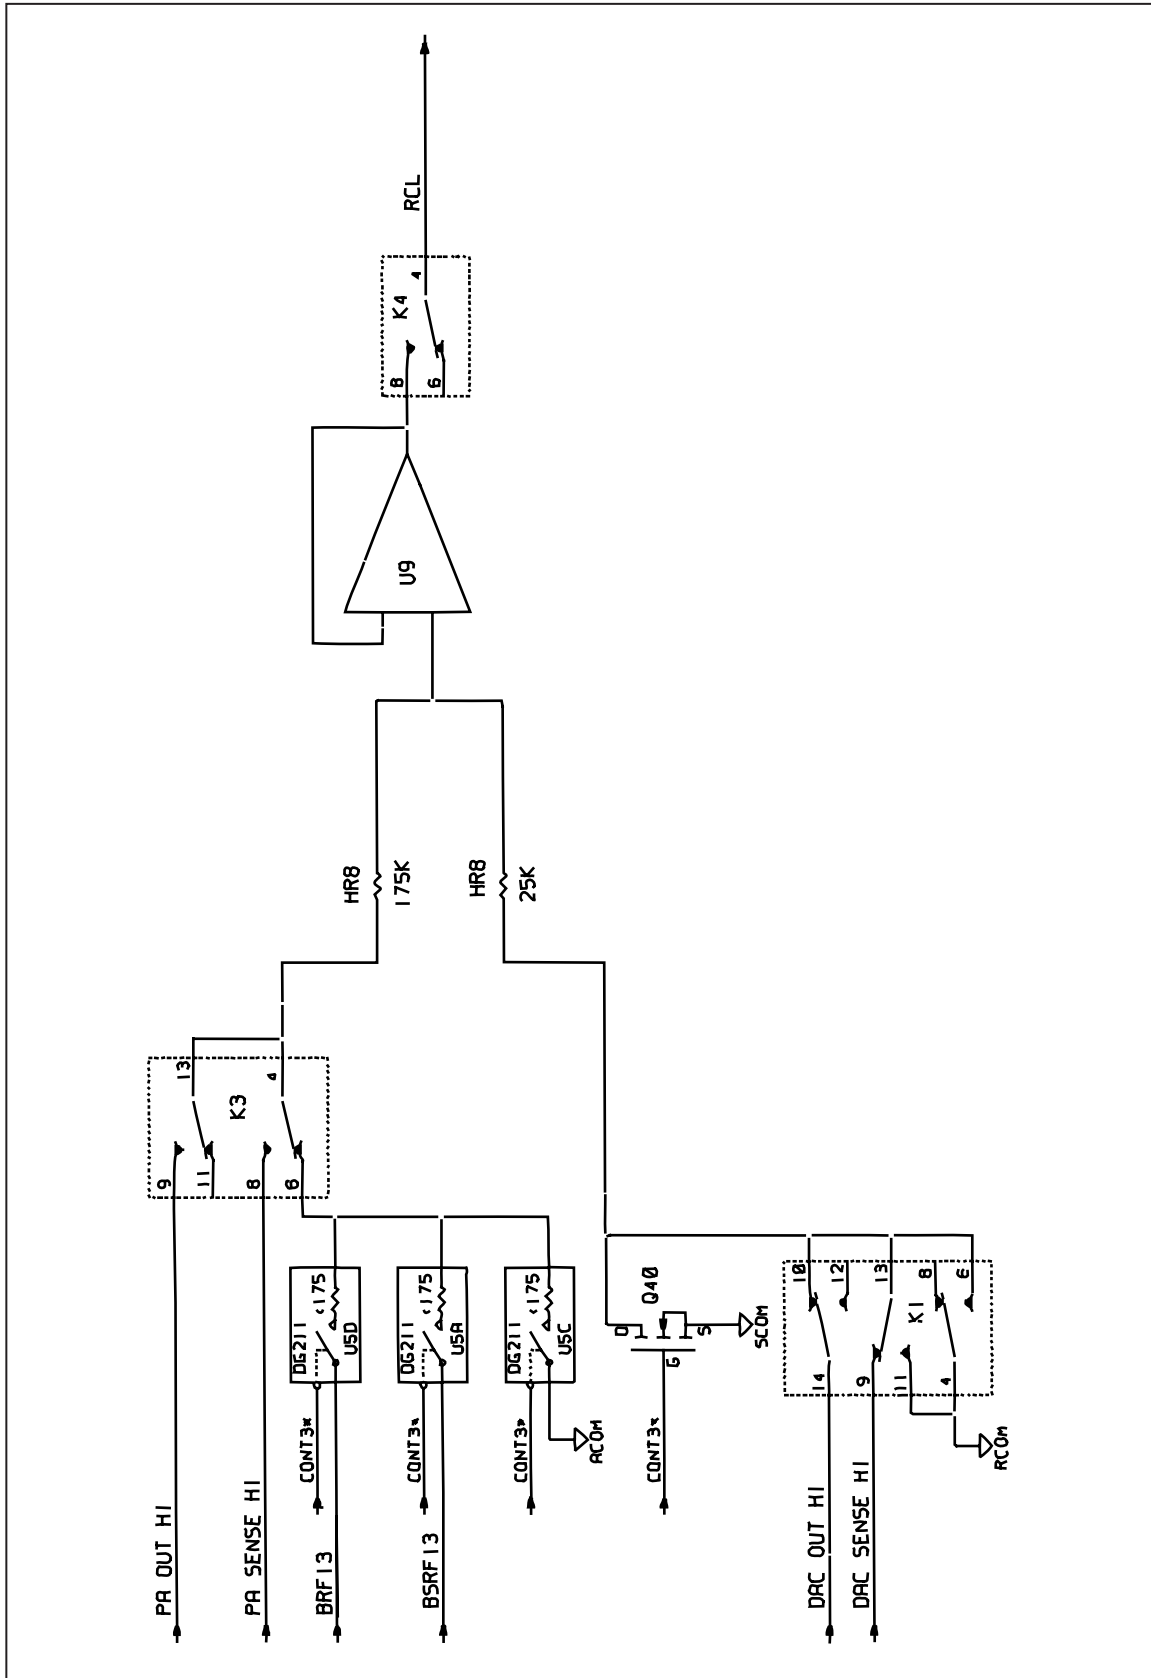 PA OUT HI
9
13
11
K3
PA SENSE HI
8
4
6
CONT3*
DG211
<175
U5D
BRF13
CONT3*
DG211
<175
U5A
BSRF13
CONT3*
DG211
<175
U5C
ACOM
HR8
175K
HR8
25K
U9
8
K4
4
6
RCL
D
Q40
CONT3*
G
S
SCOM
DAC OUT HI
14
10
12
DAC SENSE HI
9
13
11
K1
8
4
6
RCOM